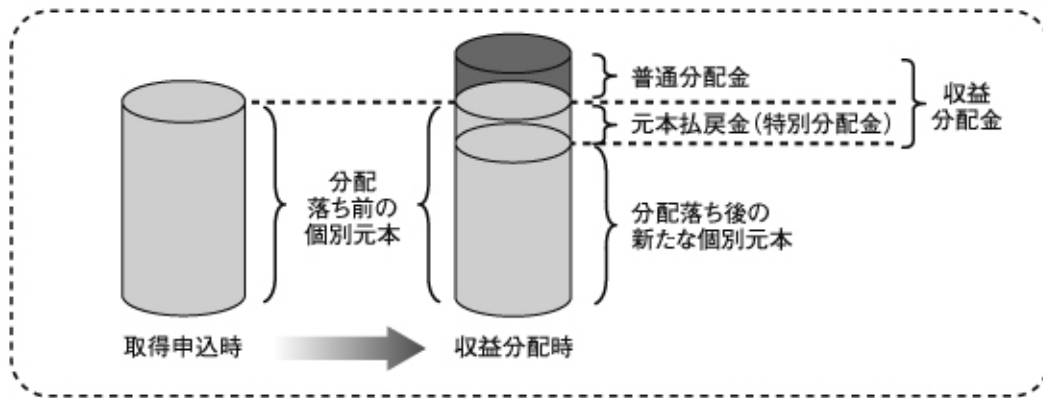 普通分配金
元本払戻金(特別分配金)
収益
分配金
分配
落ち前の
個別元本
分配落ち後の
新たな個別元本
取得申込時
収益分配時